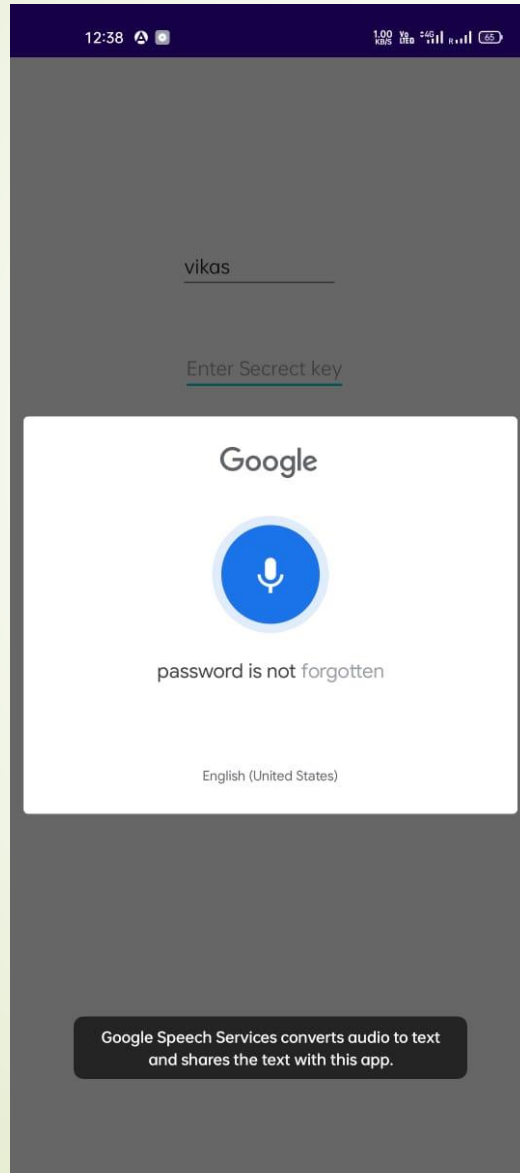 12:38 1.00 KB/S Vo LTE 4G R 65
vikas
Enter Secrect key
Google
password is not forgotten
English (United States)
Google Speech Services converts audio to text
and shares the text with this app.